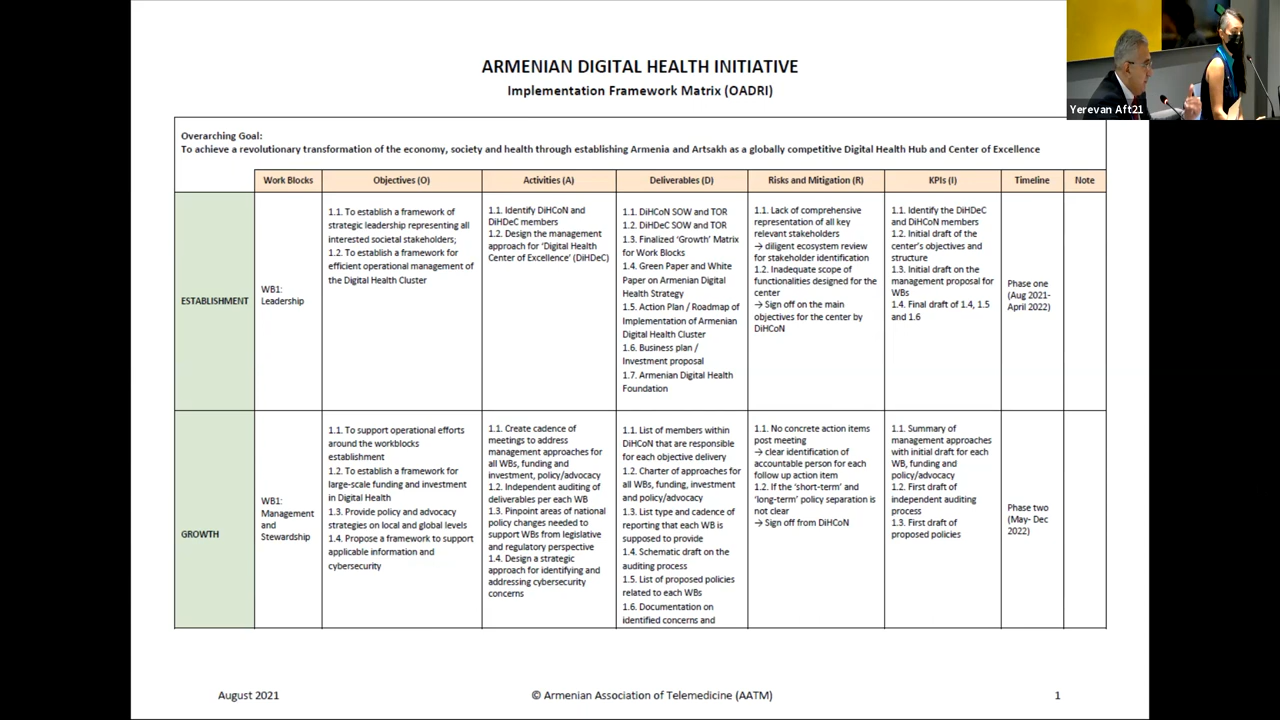 ARMENIAN DIGITAL HEALTH INITIATIVE
Implementation Framework Matrix (OADRI)
Yerevan Aft21
Overarching Goal:
To achieve a revolutionary transformation of the economy, society and health through establishing Armenia and Artsakh as a globally competitive Digital Health Hub and Center of Excellence
Work Blocks
Objectives (O)
Activities (A)
Deliverables (D)
Risks and Mitigation (R)
KPIs (I)
Timeline
Note
ESTABLISHMENT
WB1:
Leadership
1.1. To establish a framework of
strategic leadership representing all
interested societal stakeholders;
1.2. To establish a framework for
efficient operational management of
the Digital Health Cluster
1.1. Identify DiHCoN and
DiHDeC members
1.2. Design the management
approach for 'Digital Health
Center of Excellence' (DiHDeC)
1.1. DiHCoN SOW and TOR
1.2. DiHDeC SOW and TOR
1.3. Finalized 'Growth' Matrix
for Work Blocks
1.4. Green Paper and White
Paper on Armenian Digital
Health Strategy
1.5. Action Plan / Roadmap of
Implementation of Armenian
Digital Health Cluster
1.6. Business plan /
Investment proposal
1.7. Armenian Digital Health
Foundation
1.1. Lack of comprehensive
representation of all key
relevant stakeholders
→ diligent ecosystem review
for stakeholder identification
1.2. Inadequate scope of
functionalities designed for the
center
→ Sign off on the main
objectives for the center by
DiHCoN
1.1. Identify the DiHDeC
and DiHCoN members
1.2. Initial draft of the
center's objectives and
structure
1.3. Initial draft on the
management proposal for
WBs
1.4. Final draft of 1.4, 1.5
and 1.6
Phase one
(Aug 2021-
April 2022)
GROWTH
WB1:
Management
and
Stewardship
1.1. To support operational efforts
around the workblocks
establishment
1.2. To establish a framework for
large-scale funding and investment
in Digital Health
1.3. Provide policy and advocacy
strategies on local and global levels
1.4. Propose a framework to support
applicable information and
cybersecurity
1.1. Create cadence of
meetings to address
management approaches for
all WBs, funding and
investment, policy/advocacy
1.2. Independent auditing of
deliverables per each WB
1.3. Pinpoint areas of national
policy changes needed to
support WBs from legislative
and regulatory perspective
1.4. Design a strategic
approach for identifying and
addressing cybersecurity
concerns
1.1. List of members within
DiHCoN that are responsible
for each objective delivery
1.2. Charter of approaches for
all WBs, funding, investment
and policy/advocacy
1.3. List type and cadence of
reporting that each WB is
supposed to provide
1.4. Schematic draft on the
auditing process
1.5. List of proposed policies
related to each WBs
1.6. Documentation on
identified concerns and
1.1. No concrete action items
post meeting
→ clear identification of
accountable person for each
follow up action item
1.2. If the 'short-term' and
'long-term' policy separation is
not clear
→ Sign off from DiHCoN
1.1. Summary of
management approaches
with initial draft for each
WB, funding and
policy/advocacy
1.2. First draft of
independent auditing
process
1.3. First draft of
proposed policies
Phase two
(May- Dec
2022)
August 2021
© Armenian Association of Telemedicine (AATM)
1